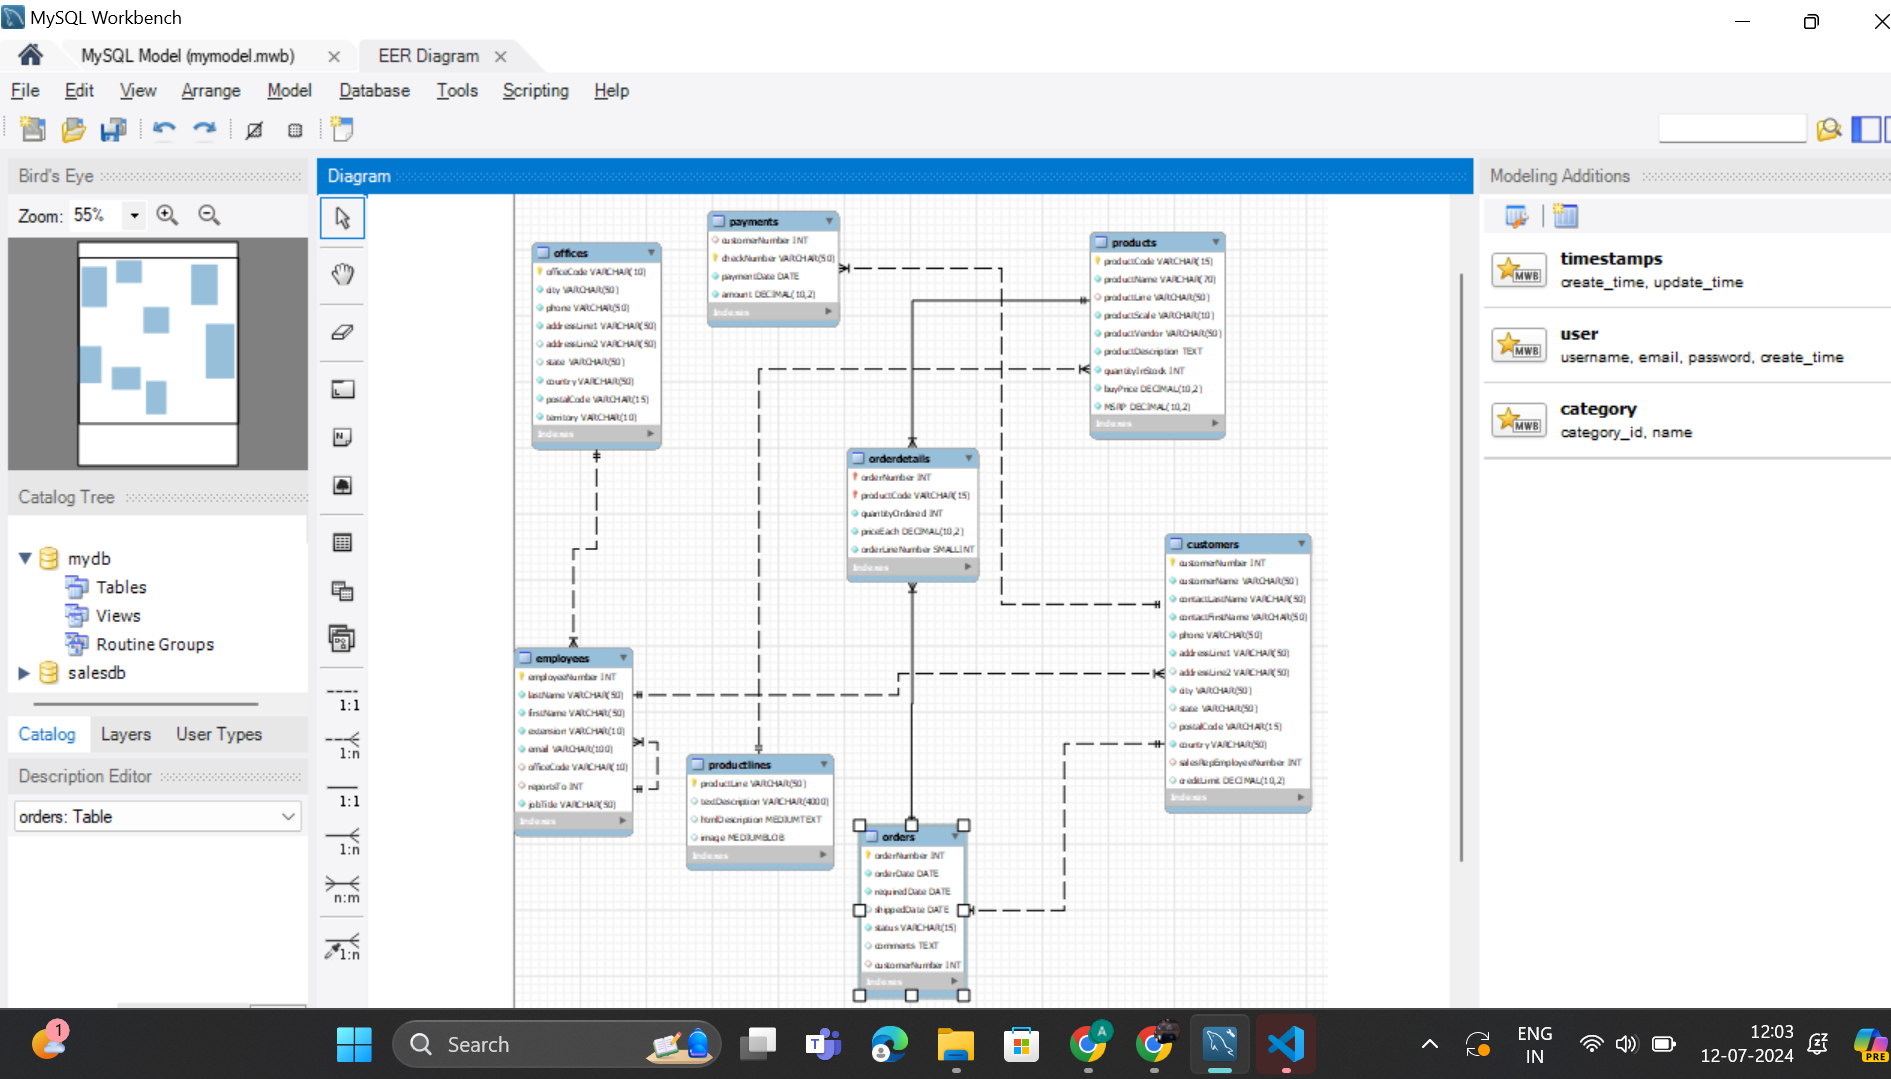 MySQL Workbench
MySQL Model (mymodel.mwb)
EER Diagram
File Edit View Arrange Model Database Tools Scripting Help
Bird's Eye
Zoom: 55%
Catalog Tree
mydb
Tables
Views
Routine Groups
salesdb
Catalog Layers User Types
Description Editor
orders: Table
Diagram
1:1
1:n
1:1
1:n
n:m
1:n
offices
officeCode VARCHAR(10)
city VARCHAR(50)
phone VARCHAR(50)
addressLine1 VARCHAR(50)
addressLine2 VARCHAR(50)
state VARCHAR(50)
country VARCHAR(50)
postalCode VARCHAR(15)
territory VARCHAR(10)
Indexes
payments
customerNumber INT
checkNumber VARCHAR(50)
paymentDate DATE
amount DECIMAL(10,2)
Indexes
products
productCode VARCHAR(15)
productName VARCHAR(70)
productLine VARCHAR(50)
productScale VARCHAR(10)
productVendor VARCHAR(50)
productDescription TEXT
quantityInStock INT
buyPrice DECIMAL(10,2)
MSRP DECIMAL(10,2)
Indexes
orderdetails
orderNumber INT
productCode VARCHAR(15)
quantityOrdered INT
priceEach DECIMAL(10,2)
orderLineNumber SMALLINT
Indexes
customers
customerNumber INT
customerName VARCHAR(50)
contactLastName VARCHAR(50)
contactFirstName VARCHAR(50)
phone VARCHAR(50)
addressLine1 VARCHAR(50)
addressLine2 VARCHAR(50)
city VARCHAR(50)
state VARCHAR(50)
postalCode VARCHAR(15)
country VARCHAR(50)
salesRepEmployeeNumber INT
creditLimit DECIMAL(10,2)
Indexes
employees
employeeNumber INT
lastName VARCHAR(50)
firstName VARCHAR(50)
extension VARCHAR(10)
email VARCHAR(100)
officeCode VARCHAR(10)
reportsTo INT
jobTitle VARCHAR(50)
Indexes
productlines
productLine VARCHAR(50)
textDescription VARCHAR(4000)
htmlDescription MEDIUMTEXT
image MEDIUMBLOB
Indexes
orders
orderNumber INT
orderDate DATE
requiredDate DATE
shippedDate DATE
status VARCHAR(15)
comments TEXT
customerNumber INT
Indexes
Modeling Additions
MWB
timestamps
create_time, update_time
MWB
user
username, email, password, create_time
MWB
category
category_id, name
1
Search
T
A
ENG
IN
12:03
12-07-2024
PRE